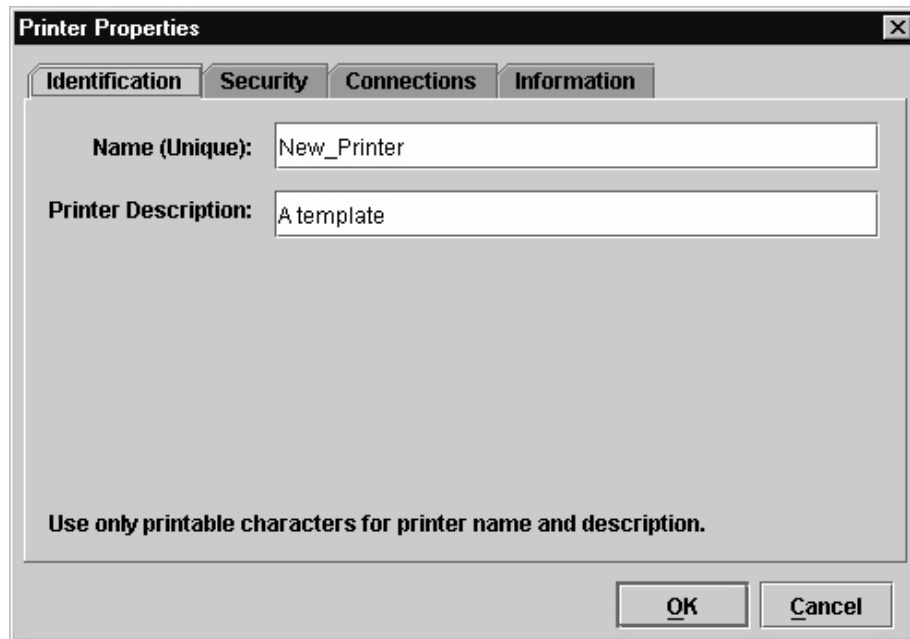 Printer Properties
Identification Security Connections Information
Name (Unique): New_Printer
Printer Description: A template
Use only printable characters for printer name and description.
OK Cancel